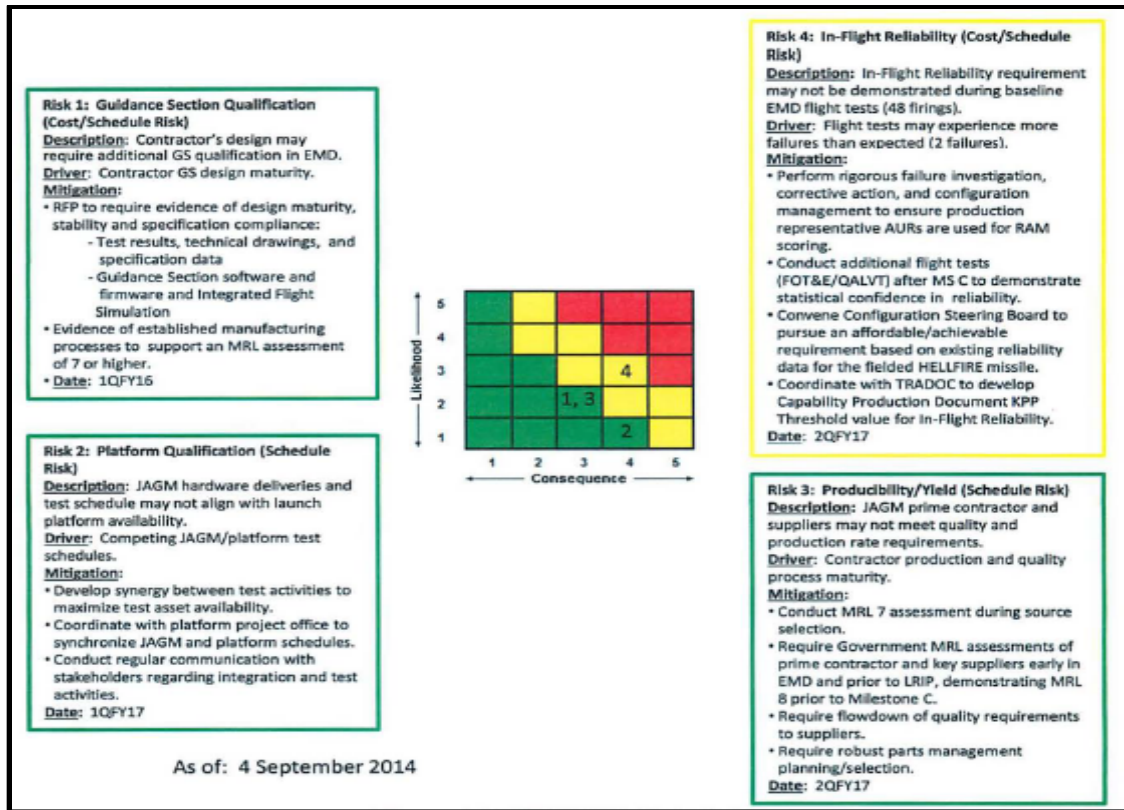 Risk 1: Guidance Section Qualification
(Cost/Schedule Risk)
Description: Contractor's design may
require additional GS qualification in EMD.
Driver: Contractor GS design maturity.
Mitigation:
• RFP to require evidence of design maturity,
stability and specification compliance:
- Test results, technical drawings, and
specification data
- Guidance Section software and
firmware and Integrated Flight
Simulation
• Evidence of established manufacturing
processes to support an MRL assessment
of 7 or higher.
• Date: 1QFY16
Risk 2: Platform Qualification (Schedule
Risk)
Description: JAGM hardware deliveries and
test schedule may not align with launch
platform availability.
Driver: Competing JAGM/platform test
schedules.
Mitigation:
• Develop synergy between test activities to
maximize test asset availability.
• Coordinate with platform project office to
synchronize JAGM and platform schedules.
• Conduct regular communication with
stakeholders regarding integration and test
activities.
Date: 1QFY17
As of: 4 September 2014
Likelihood
5
4
3 4
2 1, 3
1 2
1 2 3 4 5
Consequence
Risk 4: In-Flight Reliability (Cost/Schedule
Risk)
Description: In-Flight Reliability requirement
may not be demonstrated during baseline
EMD flight tests (48 firings).
Driver: Flight tests may experience more
failures than expected (2 failures).
Mitigation:
• Perform rigorous failure investigation,
corrective action, and configuration
management to ensure production
representative AURs are used for RAM
scoring.
• Conduct additional flight tests
(FOT&E/QALVT) after MS C to demonstrate
statistical confidence in reliability.
• Convene Configuration Steering Board to
pursue an affordable/achievable
requirement based on existing reliability
data for the fielded HELLFIRE missile.
• Coordinate with TRADOC to develop
Capability Production Document KPP
Threshold value for In-Flight Reliability.
Date: 2QFY17
Risk 3: Producibility/Yield (Schedule Risk)
Description: JAGM prime contractor and
suppliers may not meet quality and
production rate requirements.
Driver: Contractor production and quality
process maturity.
Mitigation:
• Conduct MRL 7 assessment during source
selection.
• Require Government MRL assessments of
prime contractor and key suppliers early in
EMD and prior to LRIP, demonstrating MRL
8 prior to Milestone C.
• Require flowdown of quality requirements
to suppliers.
• Require robust parts management
planning/selection.
Date: 2QFY17